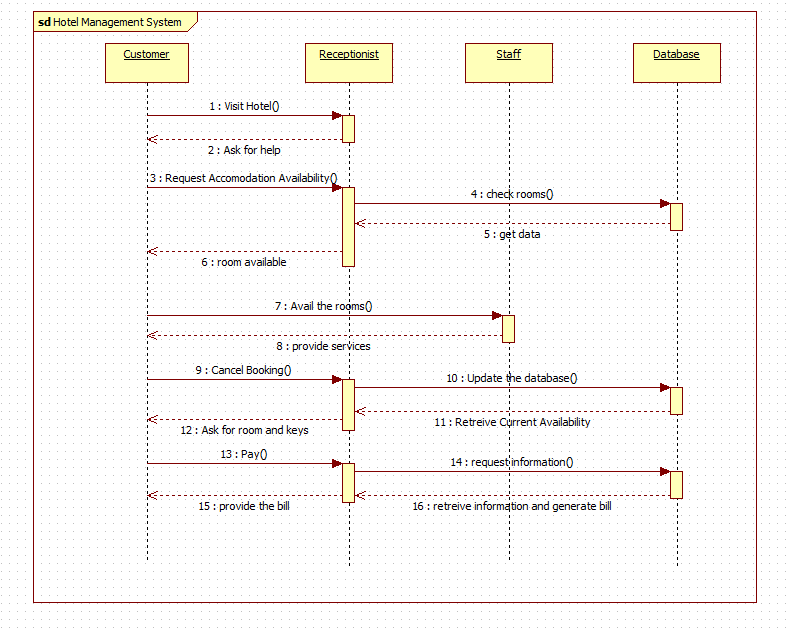 sd Hotel Management System
Customer
Receptionist
Staff
Database
1 : Visit Hotel()
2 : Ask for help
3 : Request Accomodation Availability()
4 : check rooms()
5 : get data
6 : room available
7 : Avail the rooms()
8 : provide services
9 : Cancel Booking()
10 : Update the database()
11 : Retreive Current Availability
12 : Ask for room and keys
13 : Pay()
14 : request information()
15 : provide the bill
16 : retreive information and generate bill